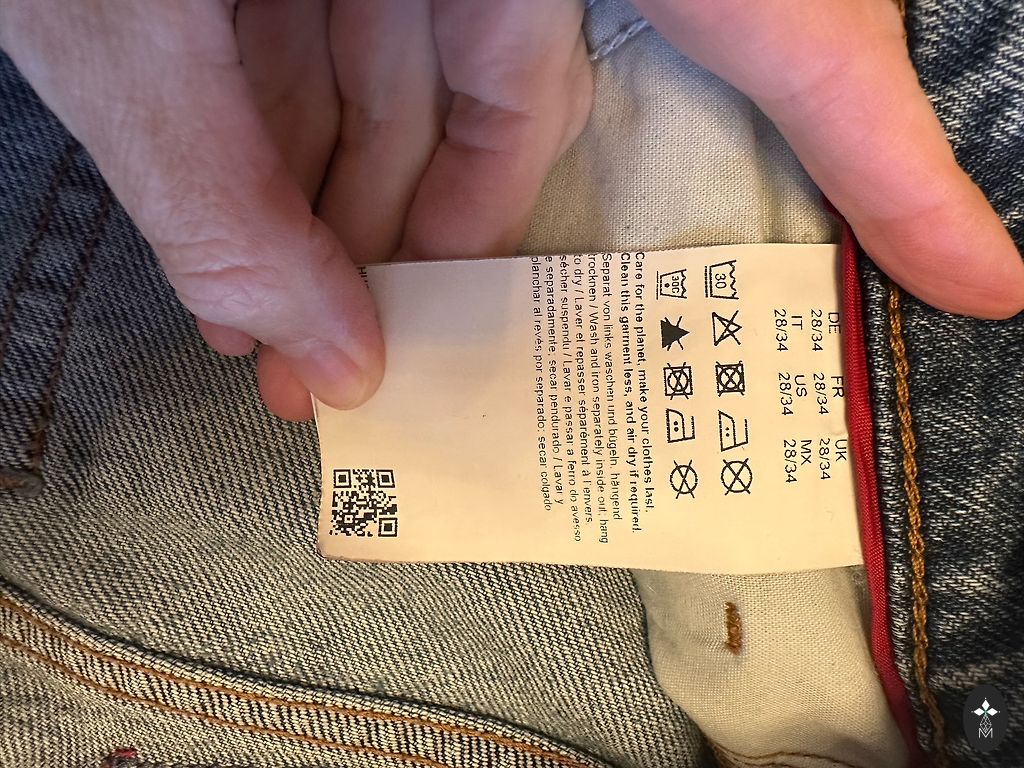 DE FR UK
28/34 28/34 28/34
IT US MX
28/34 28/34 28/34
30
30C
Care for the planet, make your clothes last.
Clean this garment less, and air dry if required.
Separat von links waschen und bügeln, hängend
trocknen / Wash and iron separately inside out, hang
to dry / Laver et repasser séparément à l'envers,
sécher suspendu / Lavar e passar a ferro do avesso
e separadamente, secar pendurado / Lavar y
planchar al revés por separado; secar colgado
M